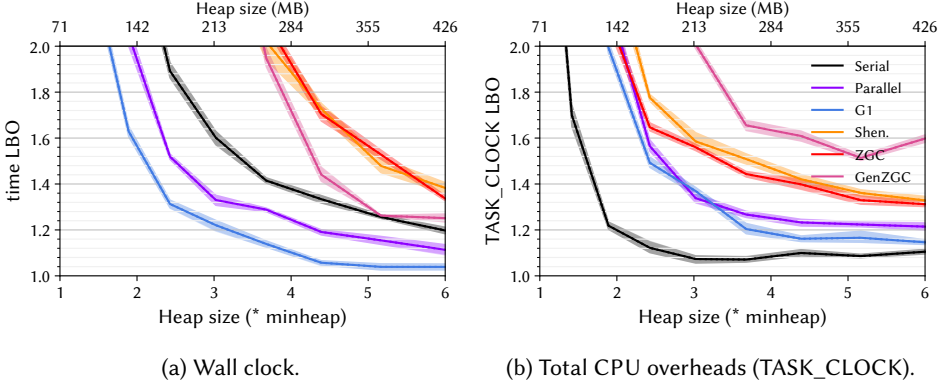 Heap size (MB)
71 142 213 284 355 426
time LBO
2.0
1.8
1.6
1.4
1.2
1.0
1 2 3 4 5 6
Heap size (* minheap)
(a) Wall clock.
Heap size (MB)
71 142 213 284 355 426
TASK_CLOCK LBO
2.0
1.8
1.6
1.4
1.2
1.0
Serial
Parallel
G1
Shen.
ZGC
GenZGC
1 2 3 4 5 6
Heap size (* minheap)
(b) Total CPU overheads (TASK_CLOCK).